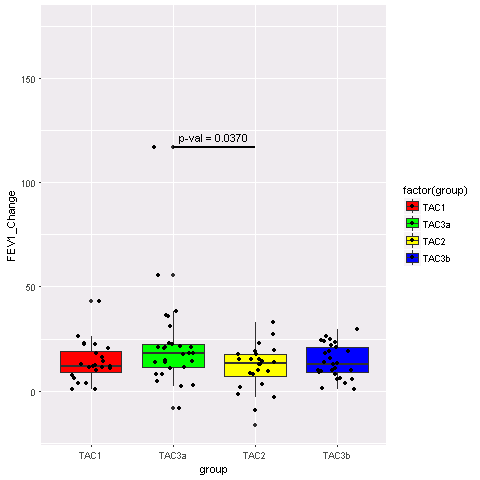 150
100
50
0
FEV1_Change
p-val = 0.0370
TAC1
TAC3a
TAC2
TAC3b
group
factor(group)
TAC1
TAC3a
TAC2
TAC3b